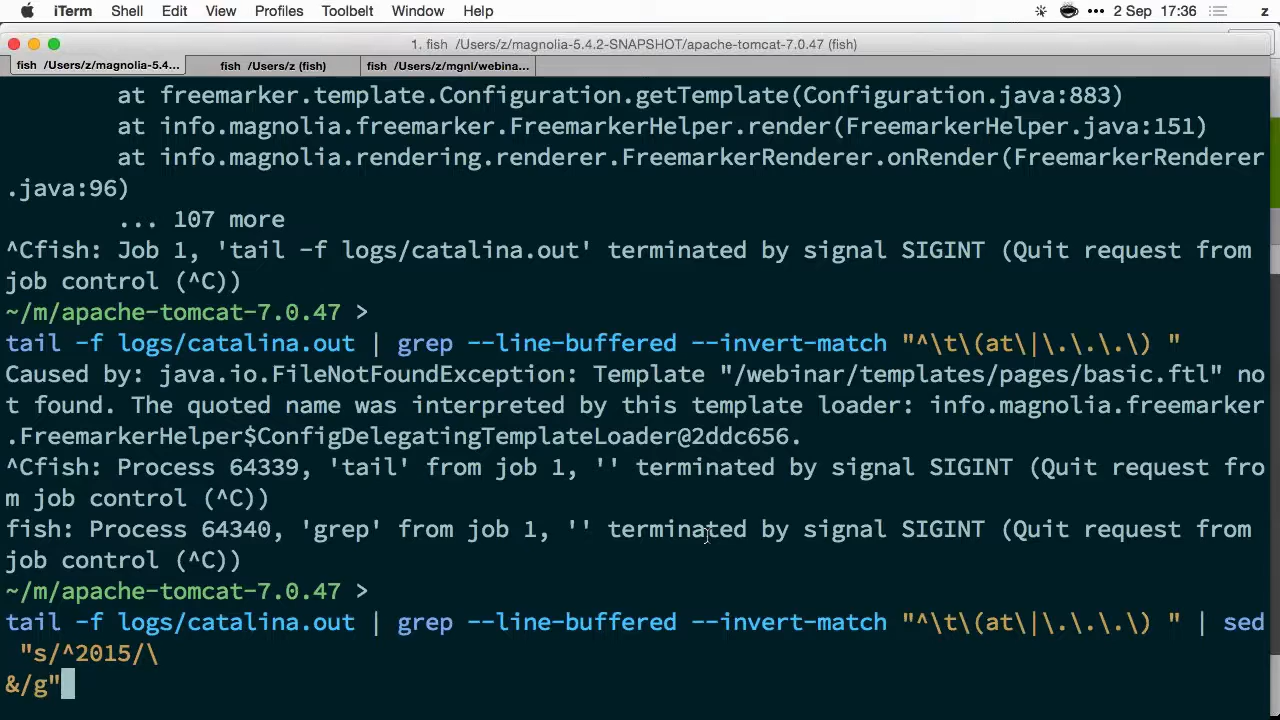 iTerm Shell Edit View Profiles Toolbelt Window Help 2 Sep 17:36 z
1. fish /Users/z/magnolia-5.4.2-SNAPSHOT/apache-tomcat-7.0.47 (fish)
fish /Users/z/magnolia-5.4... fish /Users/z (fish) fish /Users/z/mgnl/webina...
at freemarker.template.Configuration.getTemplate(Configuration.java:883)
at info.magnolia.freemarker.FreemarkerHelper.render(FreemarkerHelper.java:151)
at info.magnolia.rendering.renderer.FreemarkerRenderer.onRender(FreemarkerRenderer
.java:96)
... 107 more
^Cfish: Job 1, 'tail -f logs/catalina.out' terminated by signal SIGINT (Quit request from
job control (^C))
~/m/apache-tomcat-7.0.47 >
tail -f logs/catalina.out | grep --line-buffered --invert-match "^\t\(at\|\.\.\.\) "
Caused by: java.io.FileNotFoundException: Template "/webinar/templates/pages/basic.ftl" no
t found. The quoted name was interpreted by this template loader: info.magnolia.freemarker
.FreemarkerHelper$ConfigDelegatingTemplateLoader@2ddc656.
^Cfish: Process 64339, 'tail' from job 1, '' terminated by signal SIGINT (Quit request fro
m job control (^C))
fish: Process 64340, 'grep' from job 1, '' terminated by signal SIGINT (Quit request from
job control (^C))
~/m/apache-tomcat-7.0.47 >
tail -f logs/catalina.out | grep --line-buffered --invert-match "^\t\(at\|\.\.\.\) " | sed
"s/^2015/\
&/g"